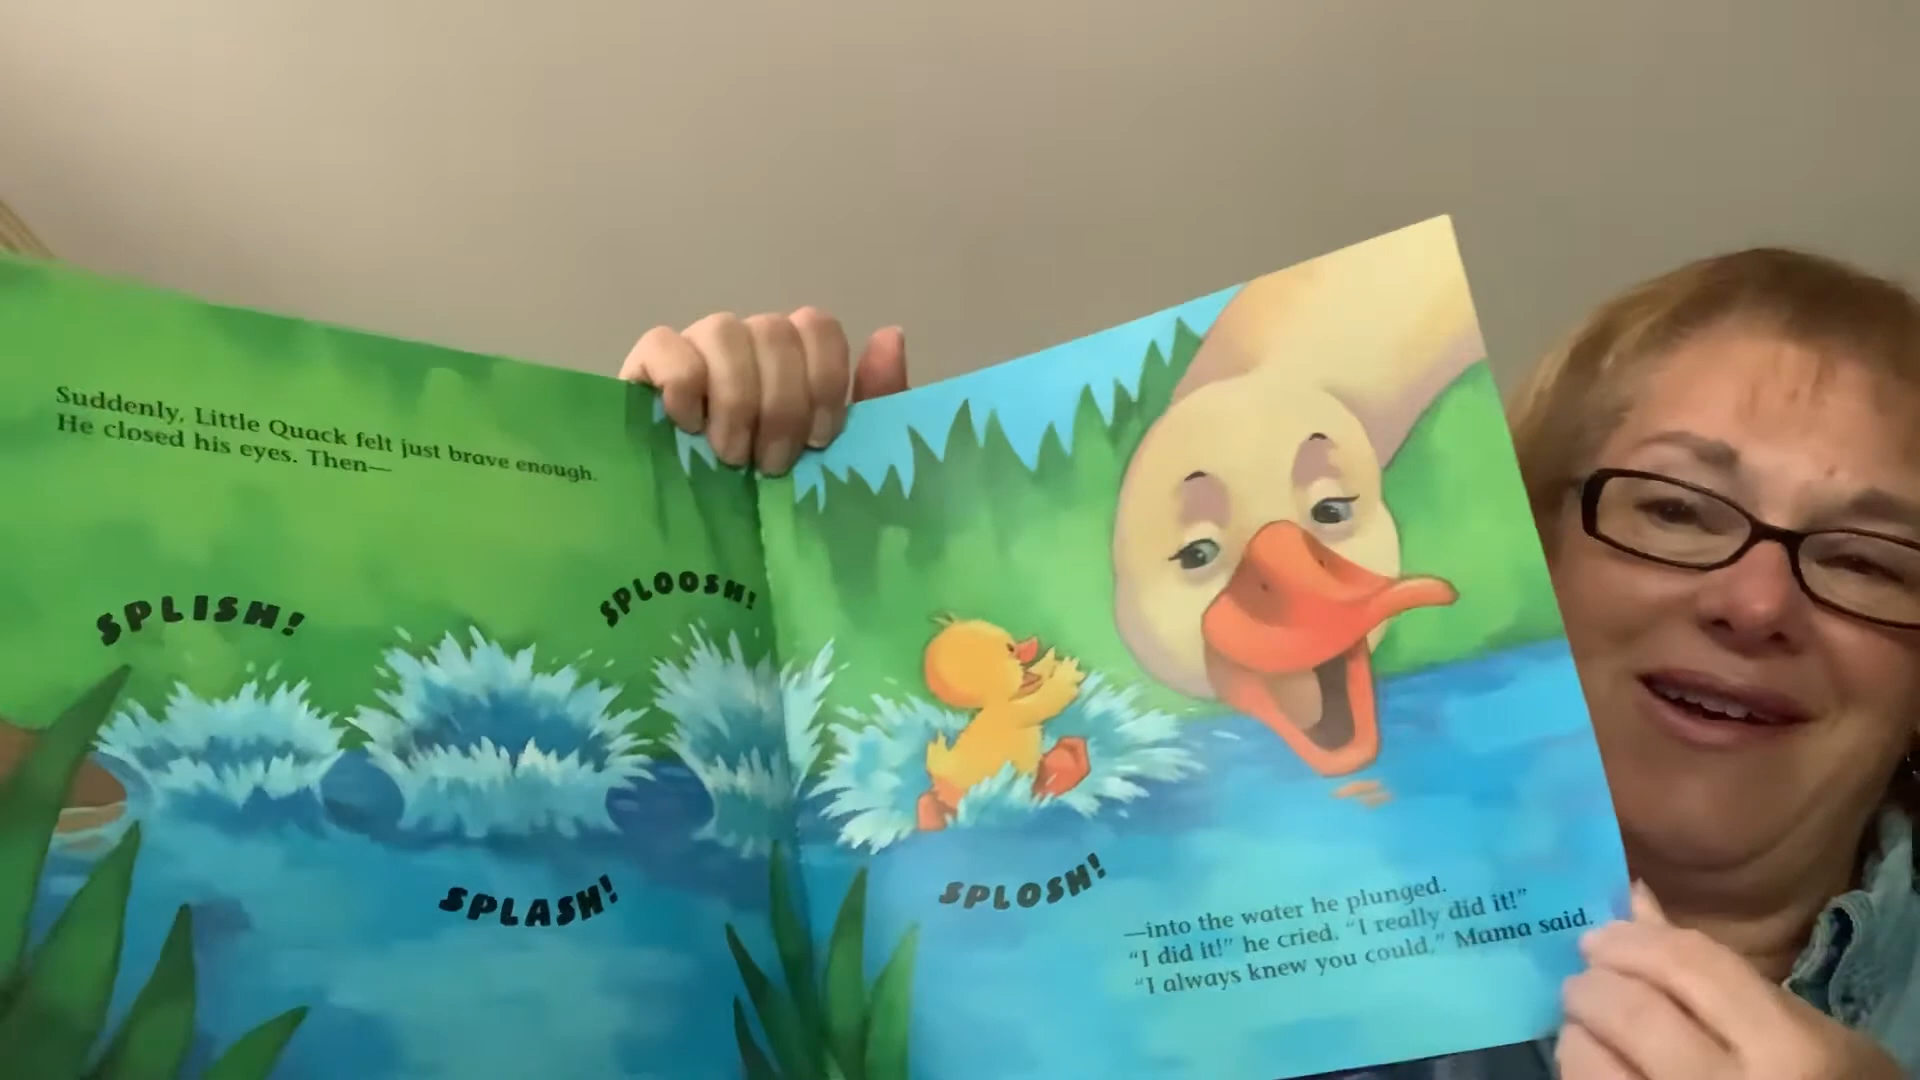 Suddenly, Little Quack felt just brave enough.
He closed his eyes. Then—
SPLISH!
SPLOOSH!
SPLASH!
SPLOSH!
—into the water he plunged.
“I did it!” he cried. “I really did it!”
“I always knew you could,” Mama said.